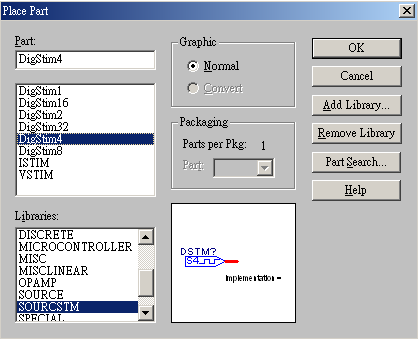 Place Part
Part:
DigStim4
DigStim1
DigStim16
DigStim2
DigStim32
DigStim4
DigStim8
ISTIM
VSTIM
Libraries:
DISCRETE
MICROCONTROLLER
MISC
MISCLINEAR
OPAMP
SOURCE
SOURCSTM
SPECIAL
Graphic
Normal
Convert
Packaging
Parts per Pkg: 1
Part:
DSTM?
S4
Implementation =
OK
Cancel
Add Library...
Remove Library
Part Search...
Help